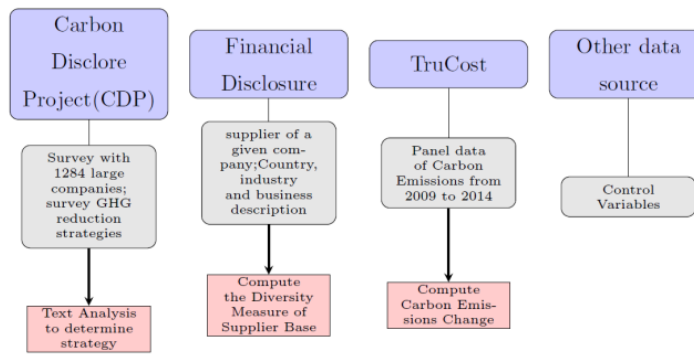 Carbon
Disclore
Project(CDP)
Survey with
1284 large
companies;
survey GHG
reduction
strategies
Text Analysis
to determine
strategy
Financial
Disclosure
supplier of a
given com-
pany;Country,
industry
and business
description
Compute
the Diversity
Measure of
Supplier Base
TruCost
Panel data
of Carbon
Emissions from
2009 to 2014
Compute
Carbon Emis-
sions Change
Other data
source
Control
Variables